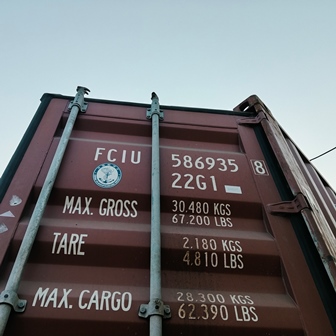 FCIU 586935 8
22G1
MAX. GROSS 30.480 KGS
67.200 LBS
TARE 2.180 KGS
4.810 LBS
MAX. CARGO 28.300 KGS
62.390 LBS